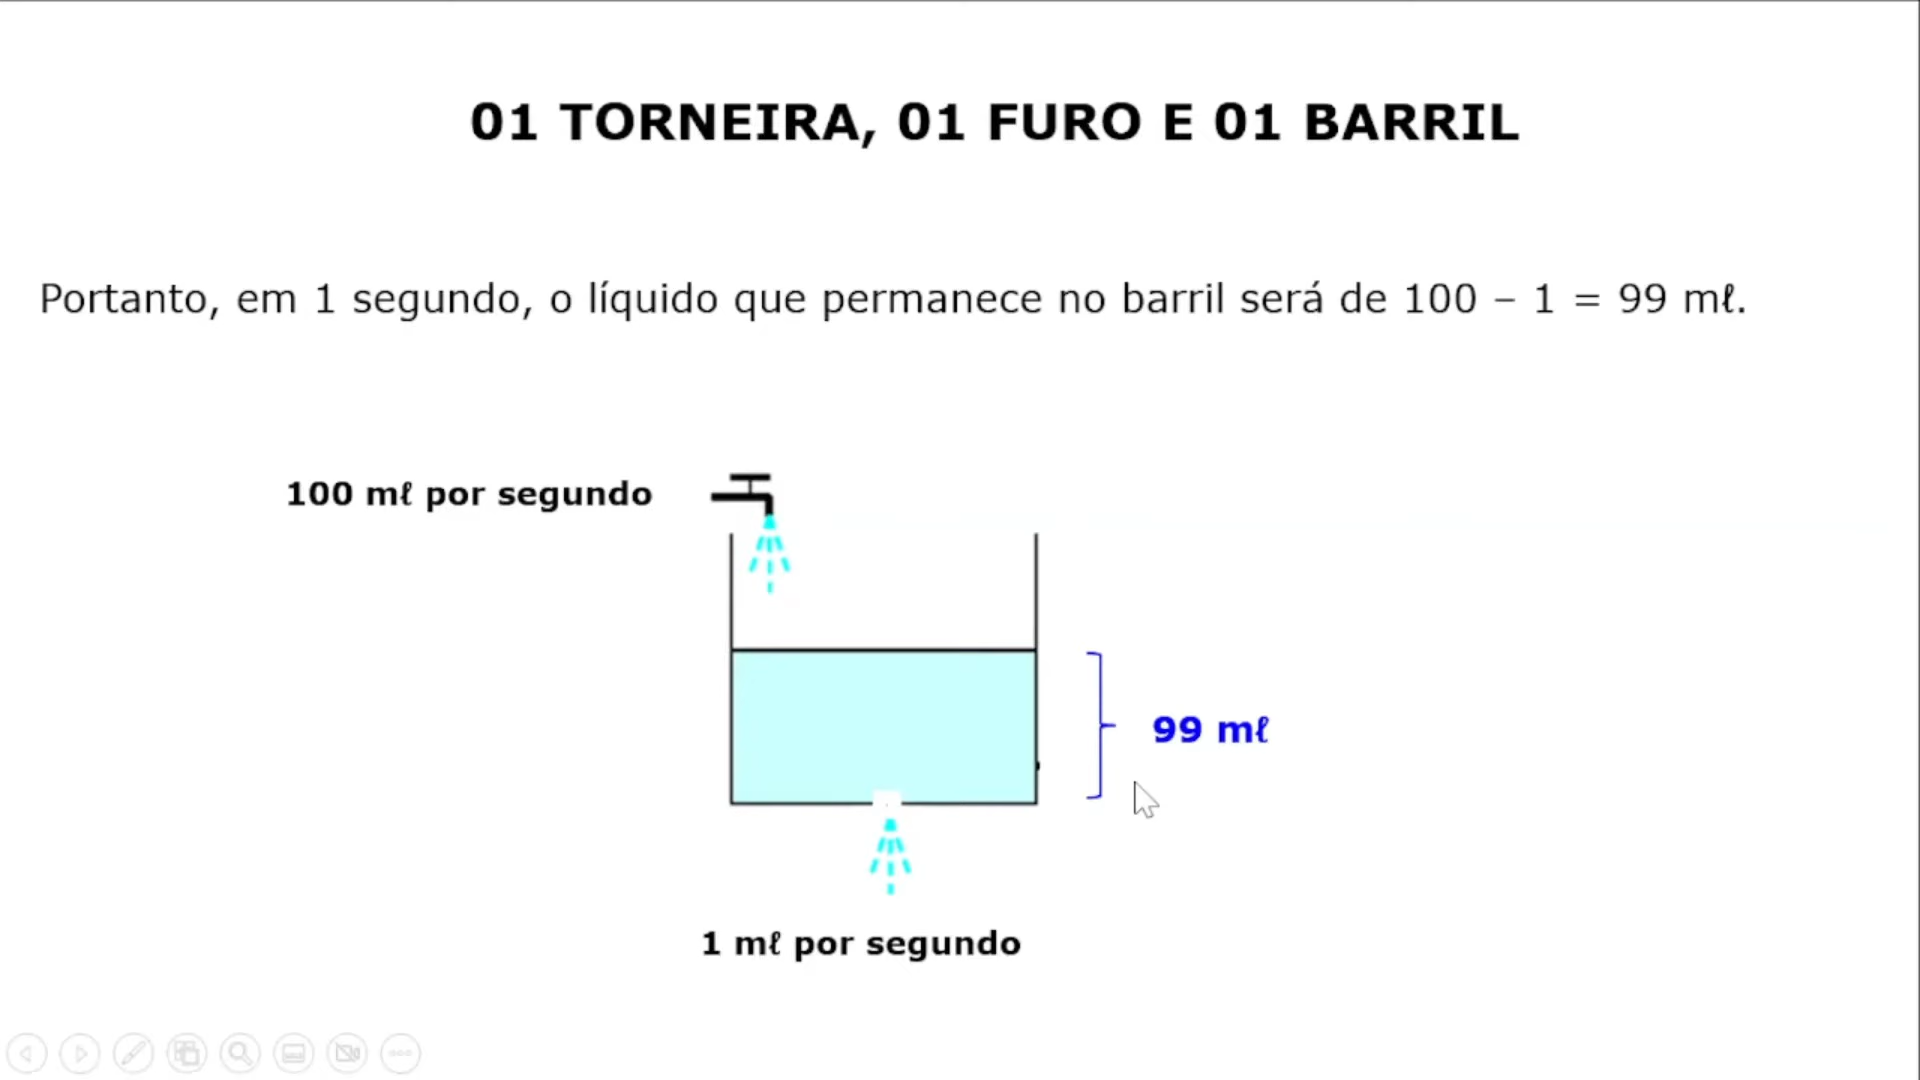 01 TORNEIRA, 01 FURO E 01 BARRIL
Portanto, em 1 segundo, o líquido que permanece no barril será de 100 – 1 = 99 mℓ.
100 mℓ por segundo
99 mℓ
1 mℓ por segundo